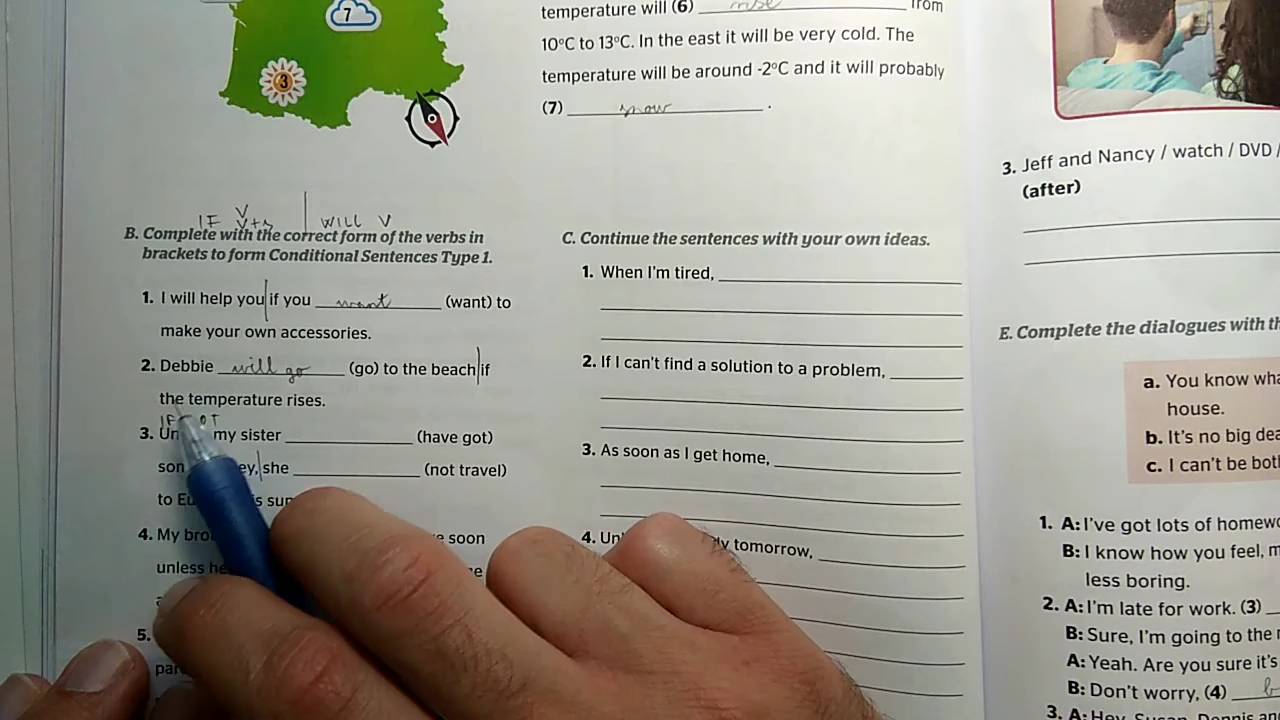 7
3
temperature will (6) rise from
10°C to 13°C. In the east it will be very cold. The
temperature will be around -2°C and it will probably
(7) snow .
IF V V+s | WILL V
B. Complete with the correct form of the verbs in
brackets to form Conditional Sentences Type 1.
1. I will help you if you want (want) to
make your own accessories.
2. Debbie will go (go) to the beach if
the temperature rises.
IF
3. my sister (have got)
she (not travel)
to
4. My soon
unless
5.
C. Continue the sentences with your own ideas.
1. When I'm tired,
2. If I can't find a solution to a problem,
3. As soon as I get home,
4. tomorrow,
3. Jeff and Nancy / watch / DVD /
(after)
E. Complete the dialogues with
a. You know
house.
b. It's no big
c. I can't be
1. A: I've got lots of
B: I know how you feel,
less boring.
2. A: I'm late for work. (3)
B: Sure, I'm going to the
A: Yeah. Are you sure it's
B: Don't worry, (4)
3. A: Hey, Susan, Dennis